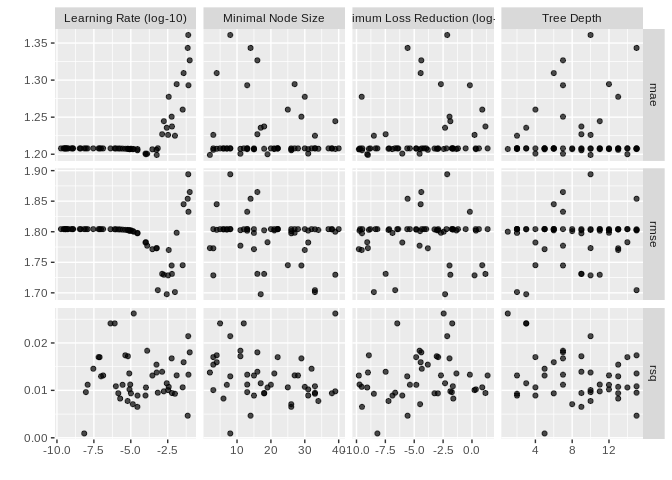 Learning Rate (log-10)
Minimal Node Size
imum Loss Reduction (log-
Tree Depth
1.35
1.30
1.25
1.20
mae
1.90
1.85
1.80
1.75
1.70
rmse
0.02
0.01
0.00
rsq
-10.0 -7.5 -5.0 -2.5
10 20 30 40
-10.0 -7.5 -5.0 -2.5 0.0
4 8 12